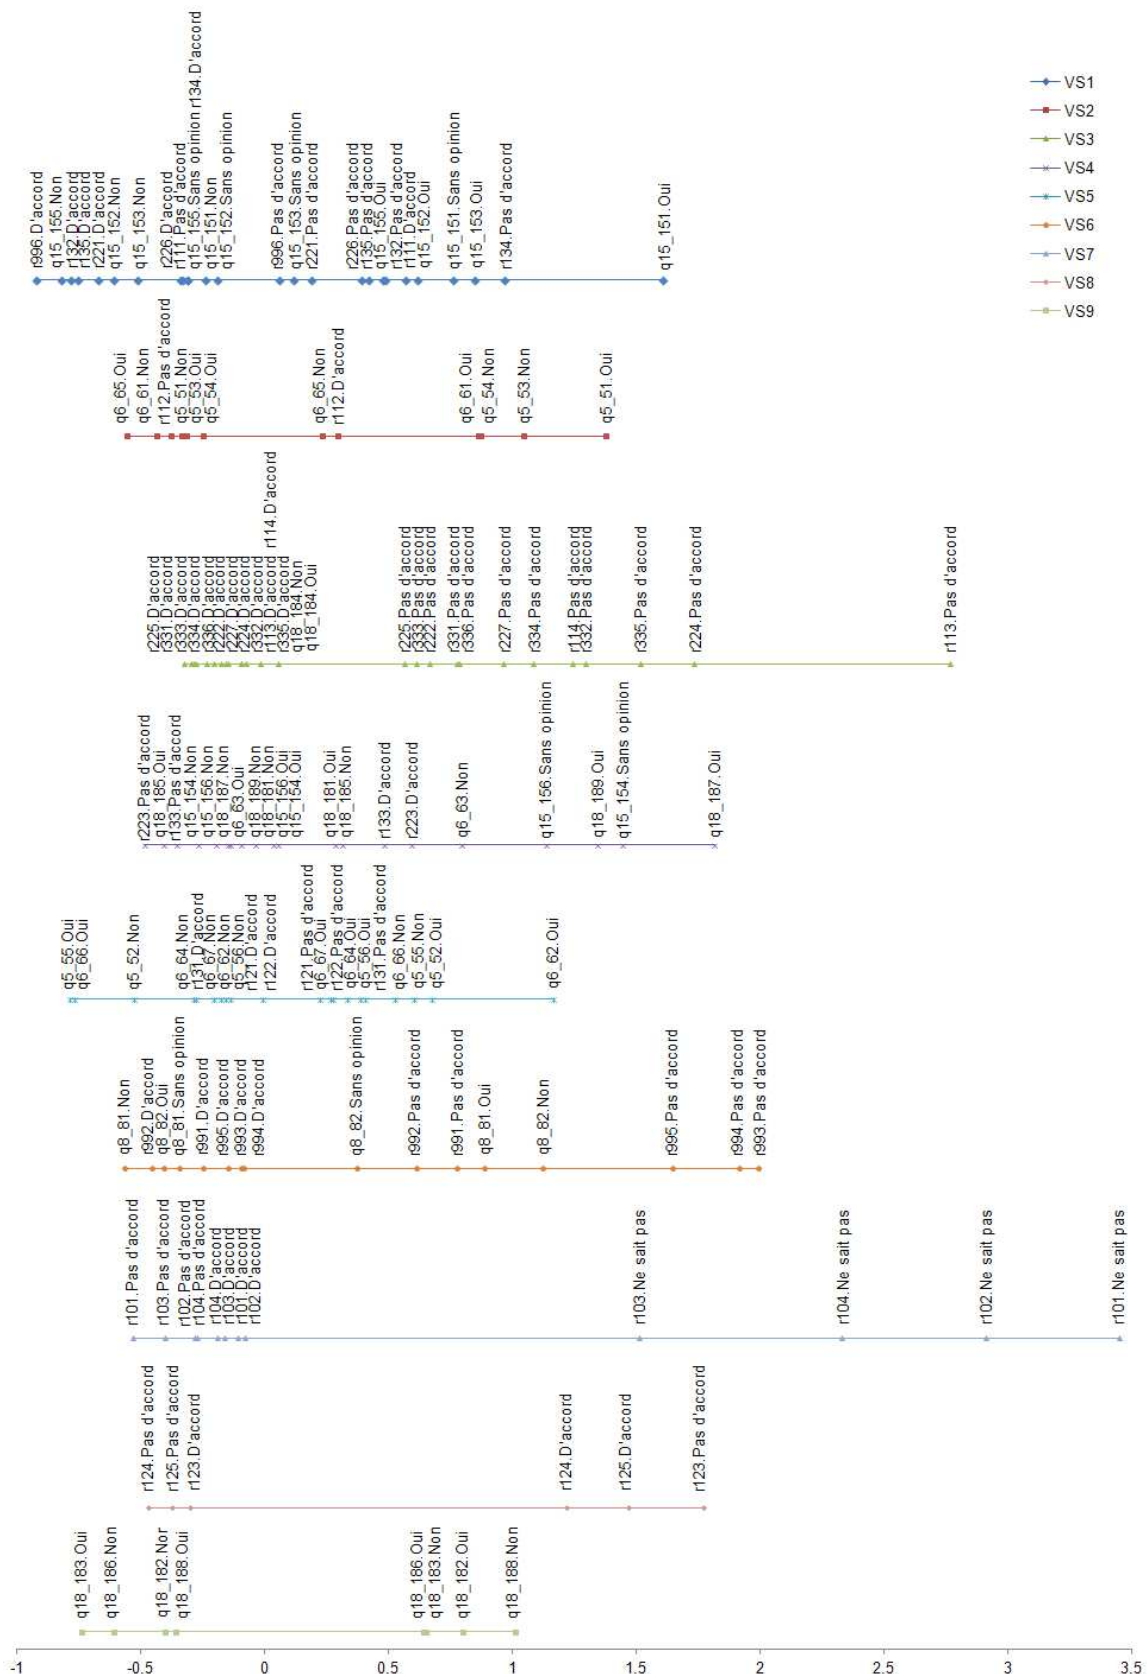 r996.D'accord
q15_155.Non
r132.D'accord
r135.D'accord
r221.D'accord
q15_152.Non
q15_153.Non
r226.D'accord
r111.Pas d'accord
q15_155.Sans opinion
r134.D'accord
q15_151.Non
q15_152.Sans opinion
r996.Pas d'accord
q15_153.Sans opinion
r221.Pas d'accord
r226.Pas d'accord
r135.Pas d'accord
q15_155.Oui
r132.Pas d'accord
r111.D'accord
q15_152.Oui
q15_151.Sans opinion
q15_153.Oui
r134.Pas d'accord
q15_151.Oui
VS1
VS2
VS3
VS4
VS5
VS6
VS7
VS8
VS9
q6_65.Oui
q6_61.Non
r112.Pas d'accord
q5_51.Non
q5_53.Oui
q5_54.Oui
q6_65.Non
r112.D'accord
q6_61.Oui
q5_54.Non
q5_53.Non
q5_51.Oui
r225.D'accord
r331.D'accord
r333.D'accord
r334.D'accord
r336.D'accord
r222.D'accord
r227.D'accord
r224.D'accord
r332.D'accord
r113.D'accord
r114.D'accord
r335.D'accord
q18_184.Non
q18_184.Oui
r225.Pas d'accord
r333.Pas d'accord
r222.Pas d'accord
r331.Pas d'accord
r336.Pas d'accord
r227.Pas d'accord
r334.Pas d'accord
r114.Pas d'accord
r332.Pas d'accord
r335.Pas d'accord
r224.Pas d'accord
r113.Pas d'accord
r223.Pas d'accord
q18_185.Oui
r133.Pas d'accord
q15_154.Non
q15_156.Non
q18_187.Non
q6_63.Oui
q18_189.Non
q18_181.Non
q15_156.Oui
q15_154.Oui
q18_181.Oui
q18_185.Non
r133.D'accord
r223.D'accord
q6_63.Non
q15_156.Sans opinion
q18_189.Oui
q15_154.Sans opinion
q18_187.Oui
q5_55.Oui
q6_66.Oui
q5_52.Non
q6_64.Non
r131.D'accord
q6_67.Non
q6_62.Non
q5_56.Non
r121.D'accord
r122.D'accord
r121.Pas d'accord
q6_67.Oui
r122.Pas d'accord
q6_64.Oui
q5_56.Oui
r131.Pas d'accord
q6_66.Non
q5_55.Non
q5_52.Oui
q6_62.Oui
q8_81.Non
r992.D'accord
q8_82.Oui
q8_81.Sans opinion
r991.D'accord
r995.D'accord
r993.D'accord
r994.D'accord
q8_82.Sans opinion
r992.Pas d'accord
r991.Pas d'accord
q8_81.Oui
q8_82.Non
r995.Pas d'accord
r994.Pas d'accord
r993.Pas d'accord
r101.Pas d'accord
r103.Pas d'accord
r102.Pas d'accord
r104.Pas d'accord
r104.D'accord
r103.D'accord
r101.D'accord
r102.D'accord
r103.Ne sait pas
r104.Ne sait pas
r102.Ne sait pas
r101.Ne sait pas
r124.Pas d'accord
r125.Pas d'accord
r123.D'accord
r124.D'accord
r125.D'accord
r123.Pas d'accord
q18_183.Oui
q18_186.Non
q18_182.Nor
q18_188.Oui
q18_186.Oui
q18_183.Non
q18_182.Oui
q18_188.Non
-1 -0.5 0 0.5 1 1.5 2 2.5 3 3.5